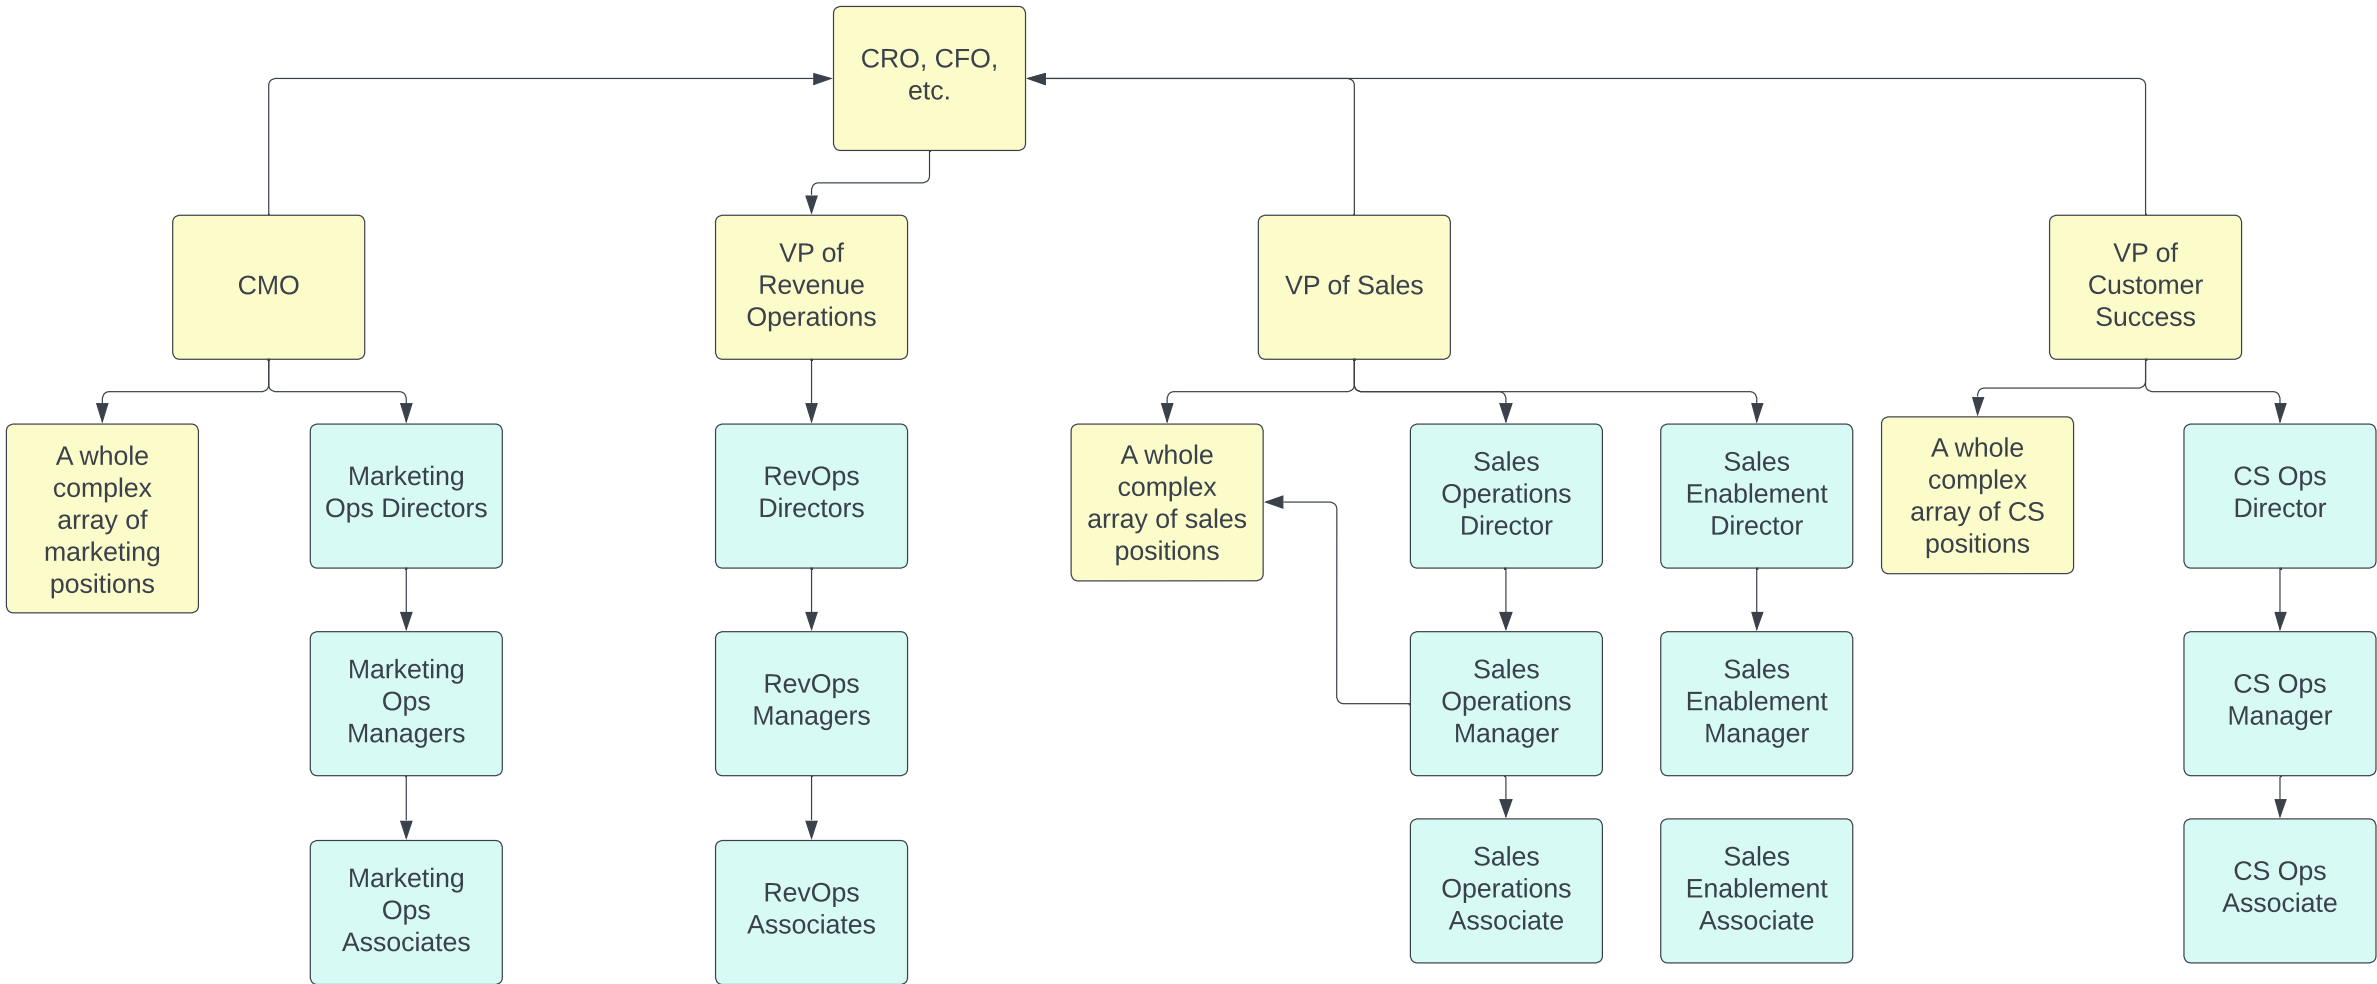 CRO, CFO,
etc.
CMO
VP of
Revenue
Operations
VP of Sales
VP of
Customer
Success
A whole
complex
array of
marketing
positions
Marketing
Ops Directors
RevOps
Directors
A whole
complex
array of sales
positions
Sales
Operations
Director
Sales
Enablement
Director
A whole
complex
array of CS
positions
CS Ops
Director
Marketing
Ops
Managers
RevOps
Managers
Sales
Operations
Manager
Sales
Enablement
Manager
CS Ops
Manager
Marketing
Ops
Associates
RevOps
Associates
Sales
Operations
Associate
Sales
Enablement
Associate
CS Ops
Associate